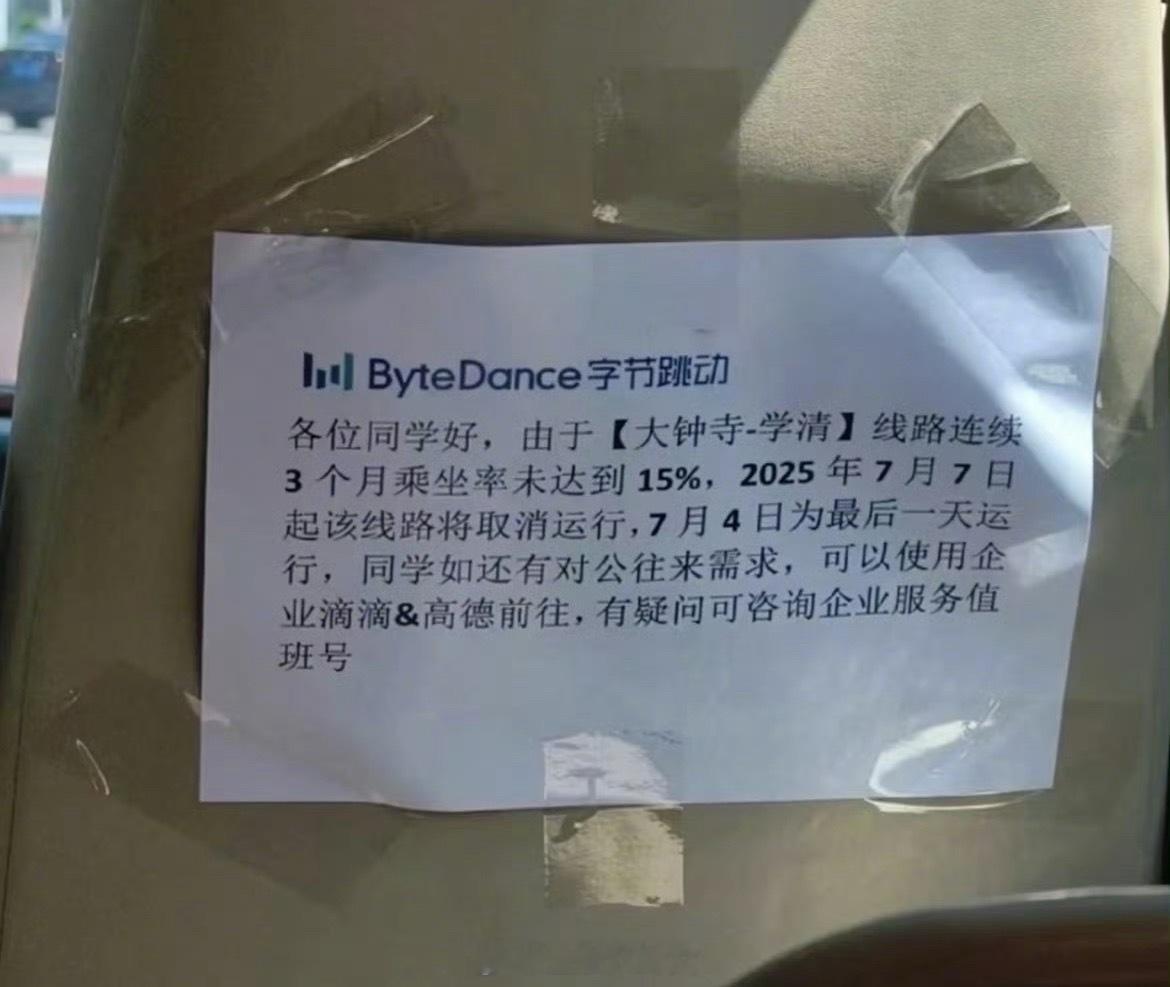 ByteDance字节跳动
各位同学好，由于【大钟寺-学清】线路连续
3 个月乘坐率未达到 15%，2025 年 7 月 7 日
起该线路将取消运行,7 月 4 日为最后一天运
行，同学如还有对公往来需求，可以使用企
业滴滴&高德前往,有疑问可咨询企业服务值
班号